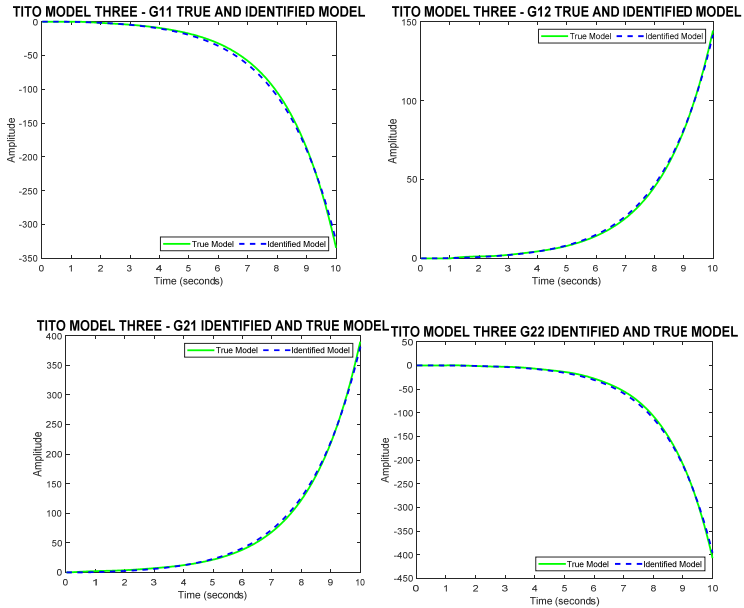 TITO MODEL THREE - G11 TRUE AND IDENTIFIED MODEL
0
-50
-100
-150
-200
-250
-300
-350
Amplitude
True Model
Identified Model
0 1 2 3 4 5 6 7 8 9 10
Time (seconds)
TITO MODEL THREE - G12 TRUE AND IDENTIFIED MODEL
150
100
50
0
Amplitude
True Model
Identified Model
0 1 2 3 4 5 6 7 8 9 10
Time (seconds)
TITO MODEL THREE - G21 IDENTIFIED AND TRUE MODEL
400
350
300
250
200
150
100
50
0
Amplitude
True Model
Identified Model
0 1 2 3 4 5 6 7 8 9 10
Time (seconds)
TITO MODEL THREE G22 IDENTIFIED AND TRUE MODEL
50
0
-50
-100
-150
-200
-250
-300
-350
-400
-450
Amplitude
True Model
Identified Model
0 1 2 3 4 5 6 7 8 9 10
Time (seconds)